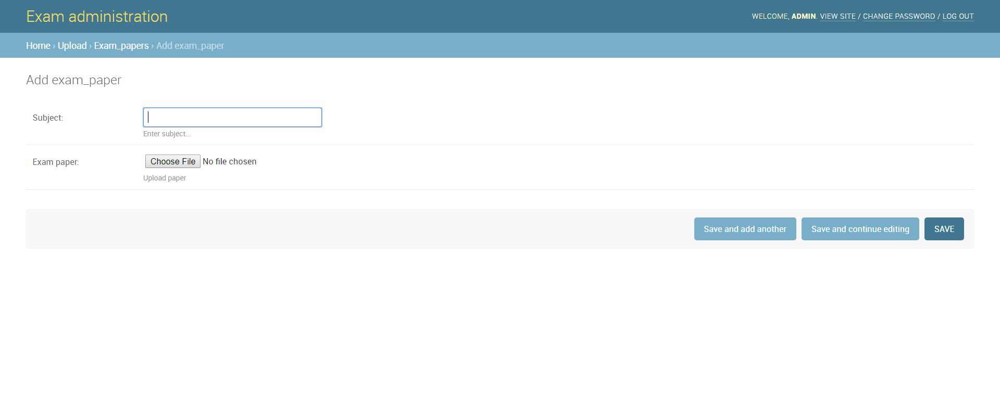 Exam administration
WELCOME, ADMIN. VIEW SITE / CHANGE PASSWORD / LOG OUT
Home › Upload › Exam_papers › Add exam_paper
Add exam_paper
Subject:
Enter subject...
Exam paper: Choose File No file chosen
Upload paper
Save and add another Save and continue editing SAVE